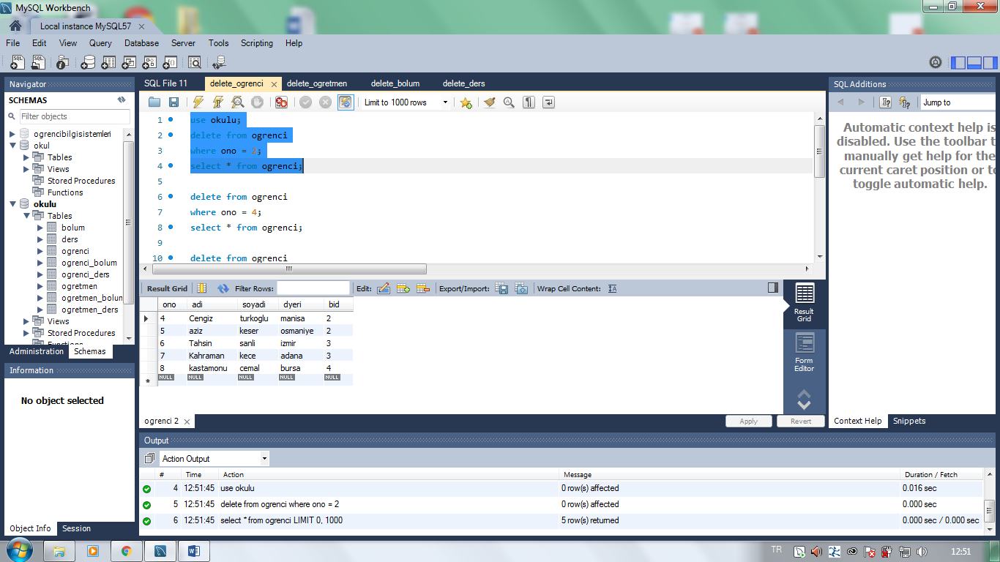 MySQL Workbench
Local instance MySQL57
File Edit View Query Database Server Tools Scripting Help
Navigator
SCHEMAS
Filter objects
ogrencibilgisistemleri
okul
Tables
Views
Stored Procedures
Functions
okulu
Tables
bolum
ders
ogrenci
ogrenci_bolum
ogrenci_ders
ogretmen
ogretmen_bolun
ogretmen_ders
Views
Stored Procedures
Functions
Administration Schemas
Information
No object selected
Object Info Session
SQL File 11 delete_ogrenci delete_ogretmen delete_bolum delete_ders
Limit to 1000 rows
1 use okulu;
2 delete from ogrenci
3 where ono = 2;
4 select * from ogrenci;
5
6 delete from ogrenci
7 where ono = 4;
8 select * from ogrenci;
9
10 delete from ogrenci
Result Grid Filter Rows: Edit: Export/Import: Wrap Cell Content:
ono adi soyadi dyeri bid
4 Cengiz turkoglu manisa 2
5 aziz keser osmaniye 2
6 Tahsin sanli izmir 3
7 Kahraman kece adana 3
8 kastamonu cemal bursa 4
NULL NULL NULL NULL NULL
Result
Grid
Form
Editor
ogrenci 2
Apply Revert
SQL Additions
Jump to
Automatic context help is
disabled. Use the toolbar t
manually get help for the
current caret position or to
toggle automatic help.
Context Help Snippets
Output
Action Output
# Time Action Message Duration / Fetch
4 12:51:45 use okulu 0 row(s) affected 0.016 sec
5 12:51:45 delete from ogrenci where ono = 2 0 row(s) affected 0.000 sec
6 12:51:45 select * from ogrenci LIMIT 0, 1000 5 row(s) returned 0.000 sec / 0.000 sec
TR
12:51